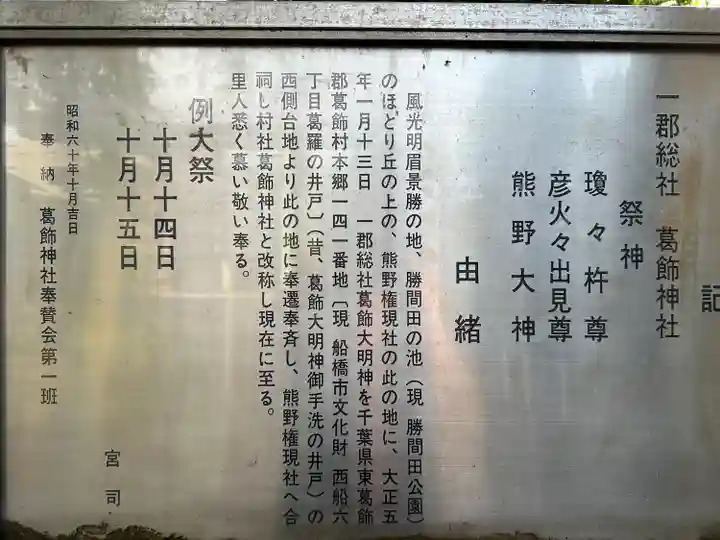 記
一郡総社 葛飾神社
祭神
瓊々杵尊
彦火々出見尊
熊野大神
由緒
風光明眉景勝の地、勝間田の池(現 勝間田公園)
のほとり丘の上の、熊野権現社の此の地に、大正五
年一月十三日 一郡総社葛飾大明神を千葉県東葛飾
郡葛飾村本郷一四一番地〔現 船橋市文化財 西船六
丁目葛羅の井戸〕(昔、葛飾大明神御手洗の井戸)の
西側台地より此の地に奉遷奉斉し、熊野権現社へ合
祠し村社葛飾神社と改称し現在に至る。
里人悉く慕い敬い奉る。
例大祭
十月十四日
十月十五日
宮司
昭和六十年十月吉日
奉納 葛飾神社奉賛会第一班